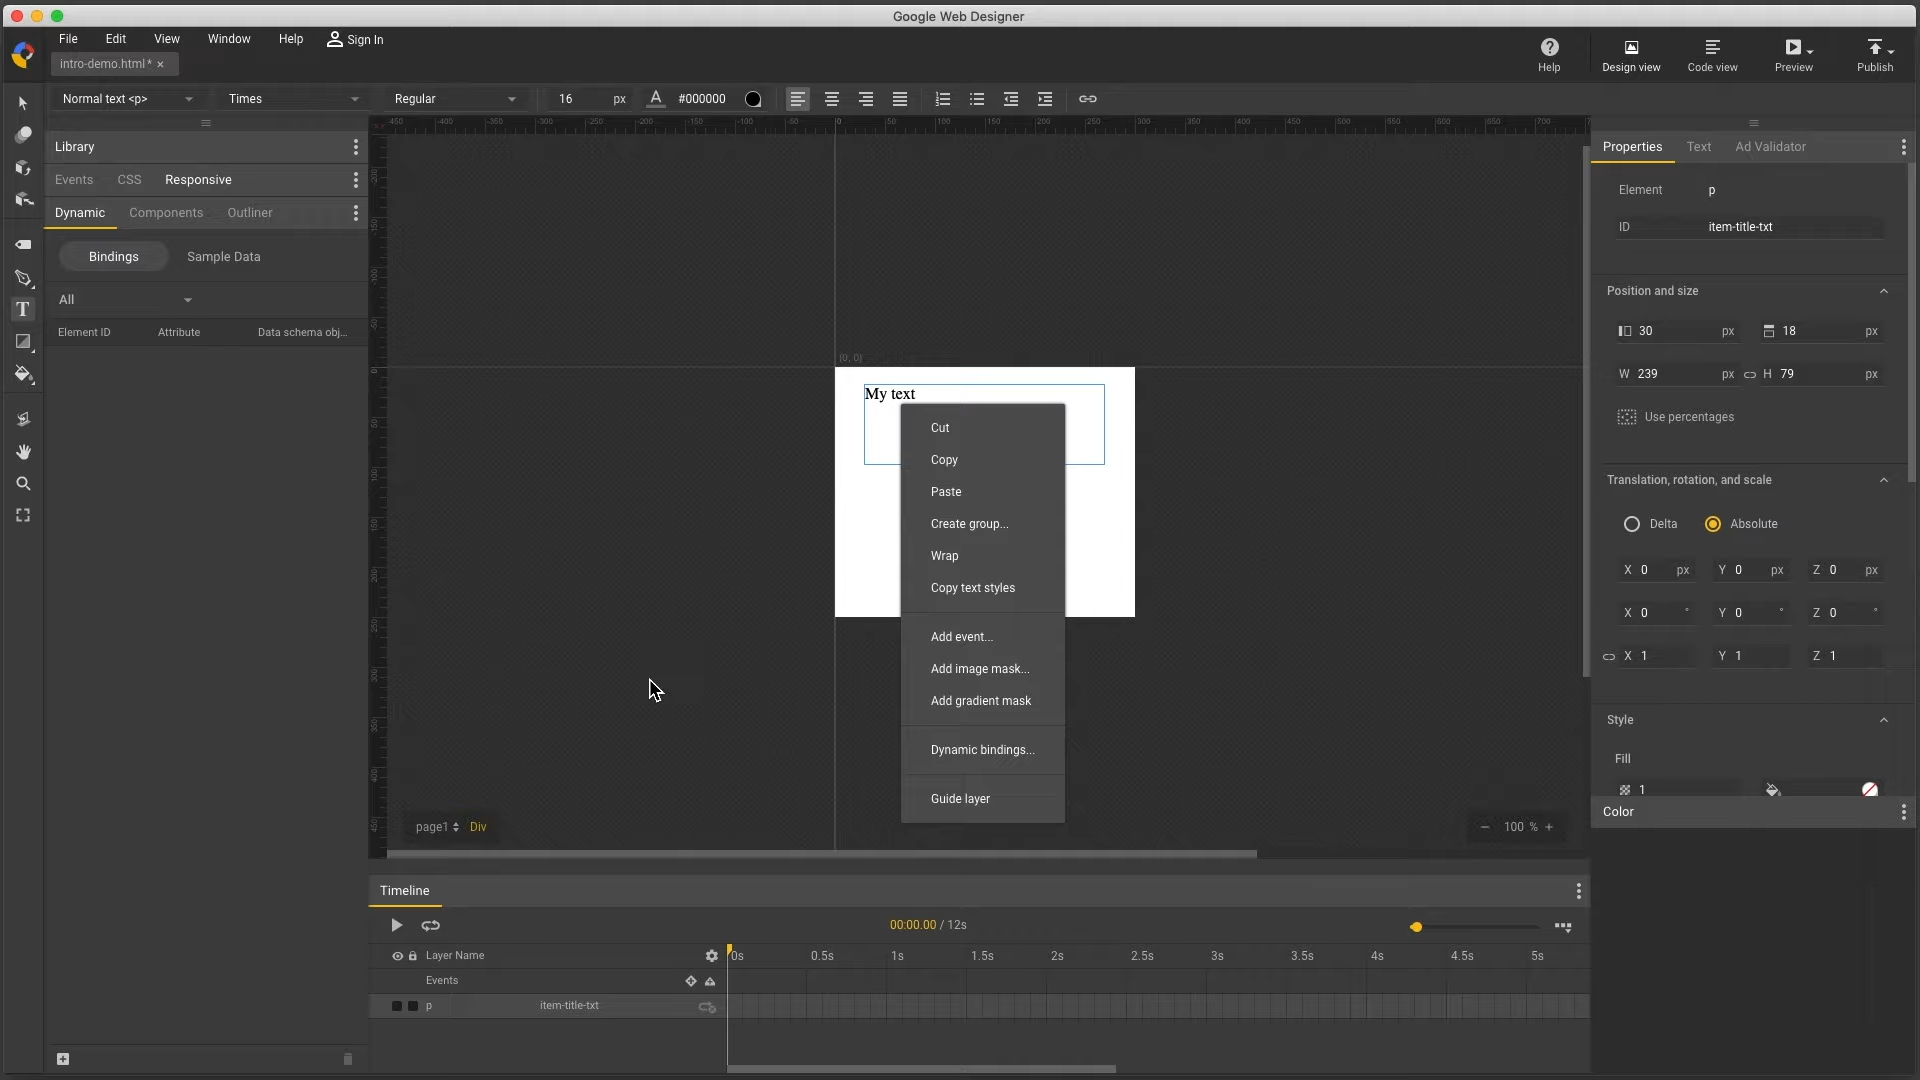 Google Web Designer
File Edit View Window Help Sign In
intro-demo.html* ×
Help Design view Code view Preview Publish
Normal text <p> Times Regular 16 px #000000
Library
Events CSS Responsive
Dynamic Components Outliner
Bindings Sample Data
All
Element ID Attribute Data schema obj...
(0, 0)
My text
Cut
Copy
Paste
Create group...
Wrap
Copy text styles
Add event...
Add image mask...
Add gradient mask
Dynamic bindings...
Guide layer
page1 Div
100 %
Properties Text Ad Validator
Element p
ID item-title-txt
Position and size
30 px 18 px
W 239 px H 79 px
Use percentages
Translation, rotation, and scale
Delta Absolute
X 0 px Y 0 px Z 0 px
X 0 ° Y 0 ° Z 0 °
X 1 Y 1 Z 1
Style
Fill
1
Color
Timeline
00:00.00 / 12s
Layer Name 0s 0.5s 1s 1.5s 2s 2.5s 3s 3.5s 4s 4.5s 5s
Events
p item-title-txt